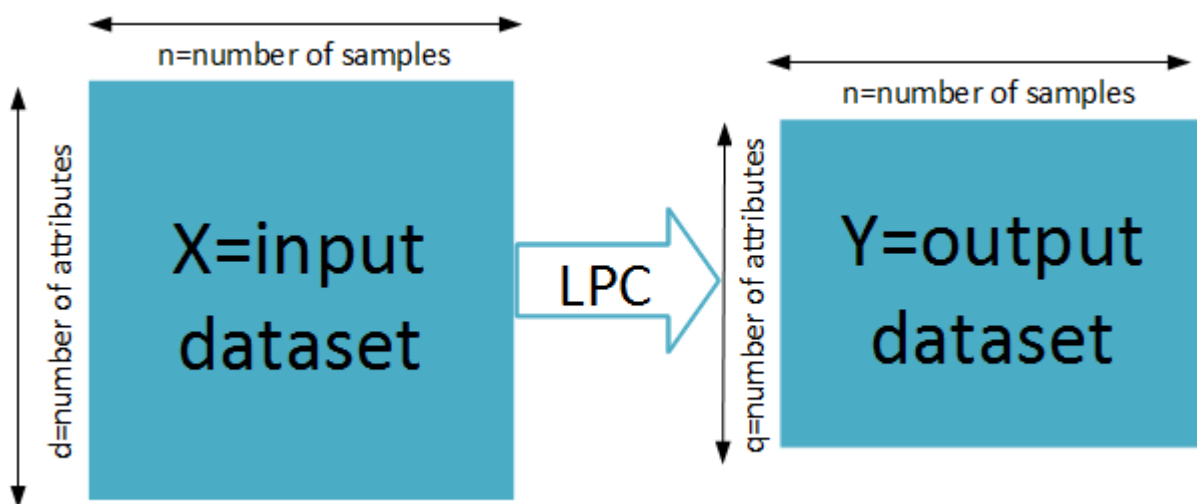 n=number of samples
d=number of attributes
X=input
dataset
LPC
n=number of samples
q=number of attributes
Y=output
dataset